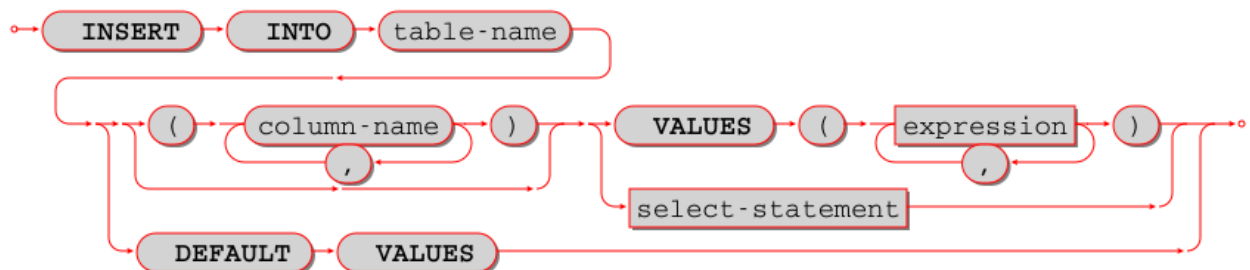 INSERT INTO table-name
( column-name ) VALUES ( expression )
, ,
select-statement
DEFAULT VALUES